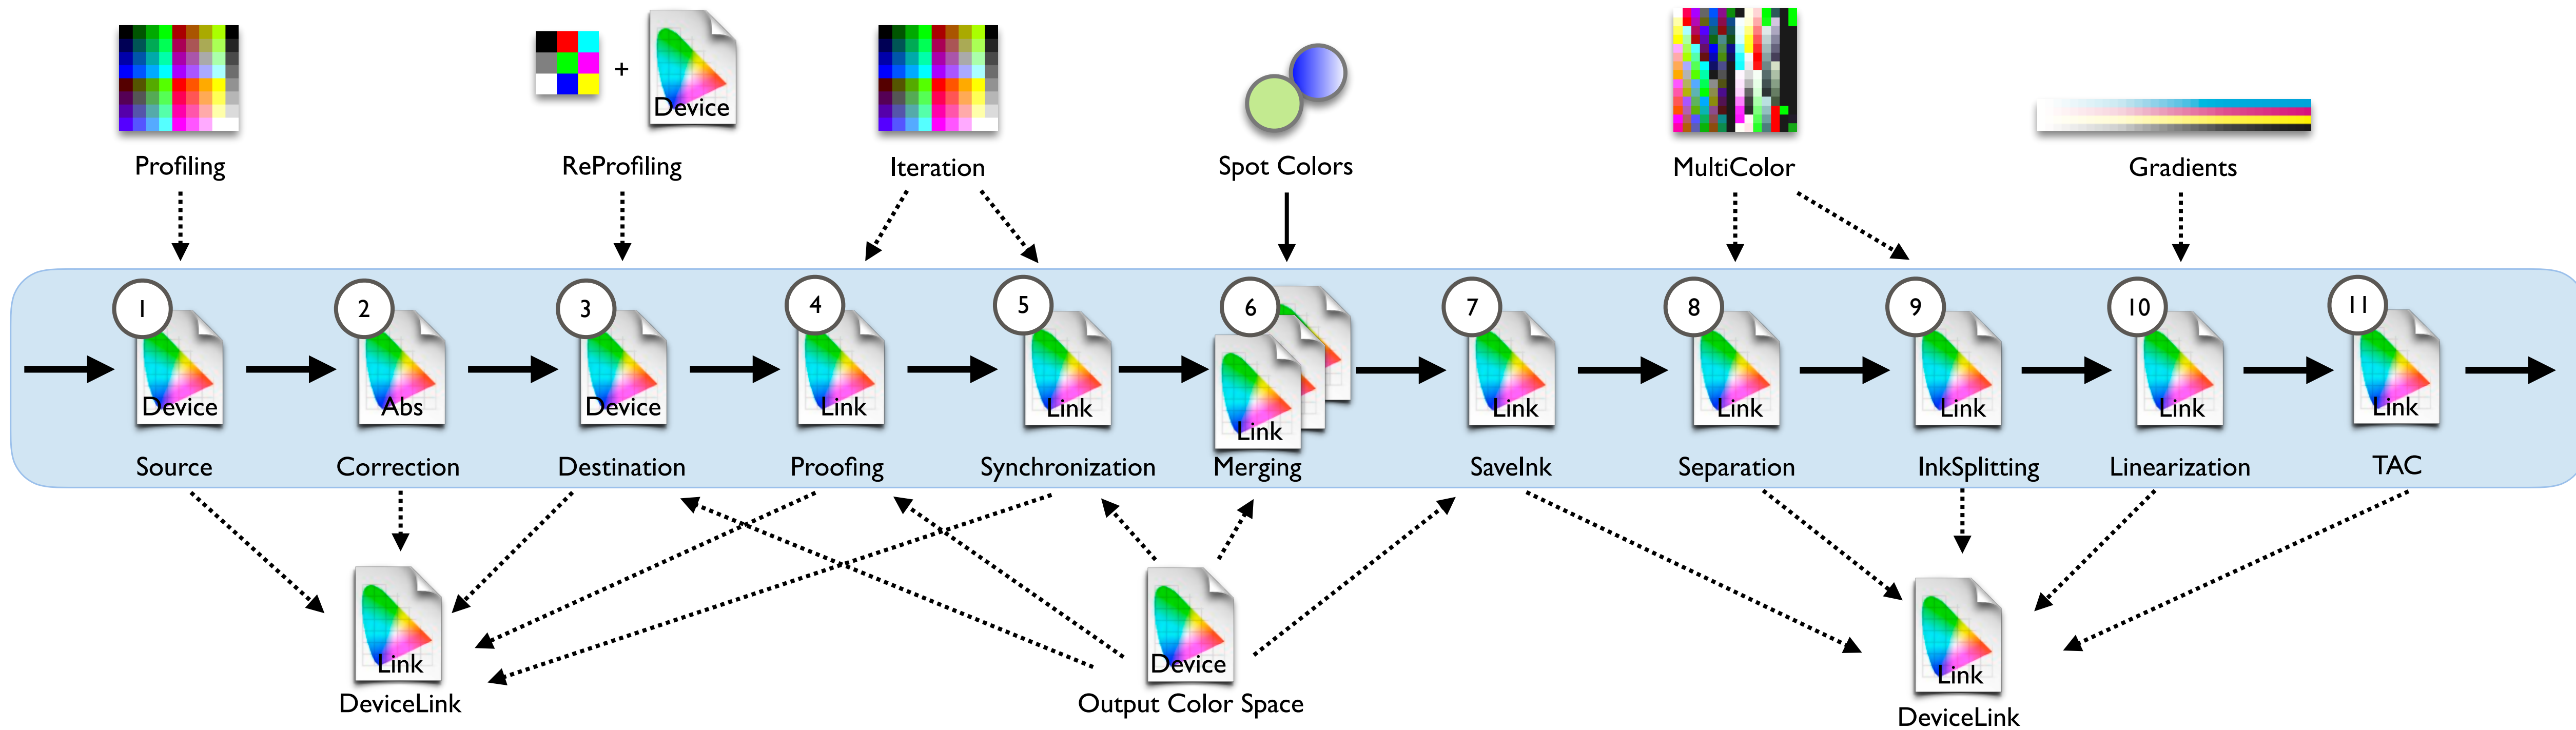 +
Device
Profiling
ReProfiling
Iteration
Spot Colors
MultiColor
Gradients
1
2
3
4
5
6
7
8
9
10
11
Device
Abs
Device
Link
Link
Link
Link
Link
Link
Link
Link
Source
Correction
Destination
Proofing
Synchronization
Merging
SaveInk
Separation
InkSplitting
Linearization
TAC
Link
DeviceLink
Device
Output Color Space
Link
DeviceLink